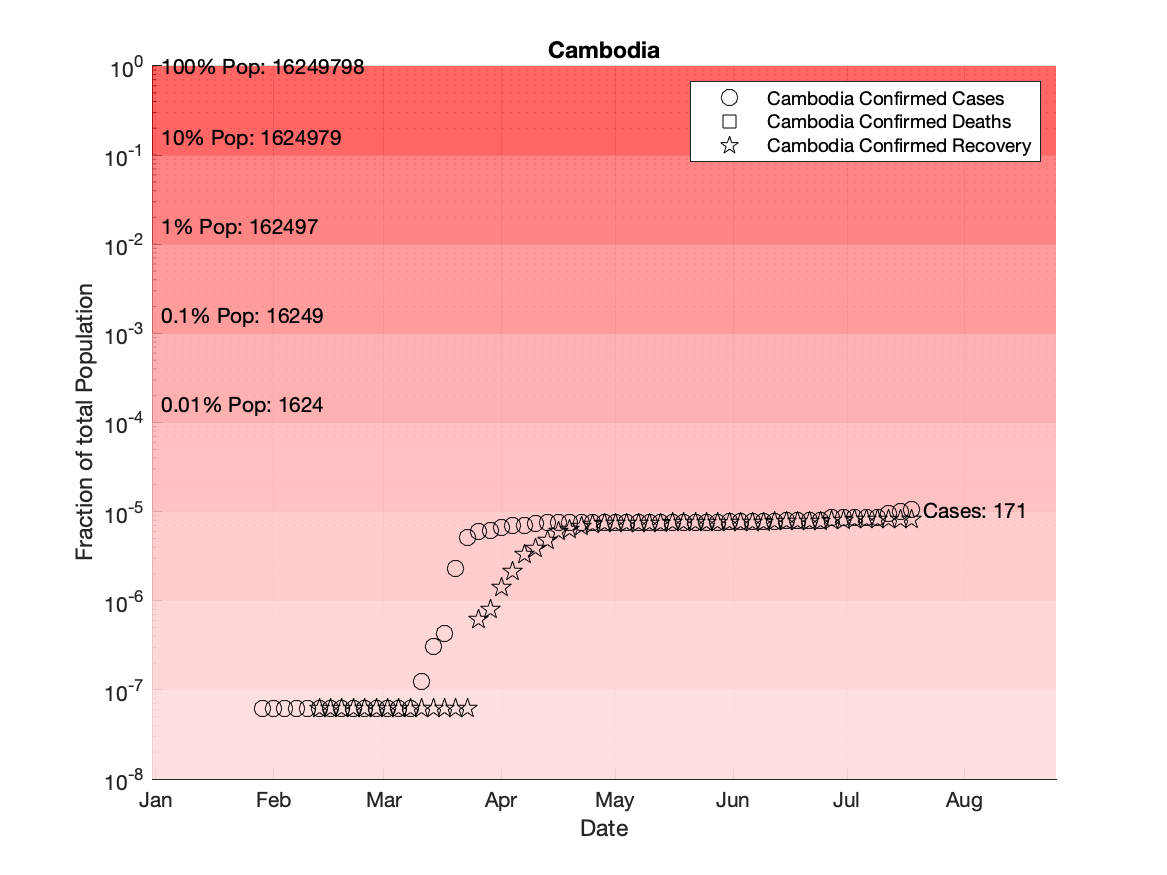 Cambodia
10^0
100% Pop: 16249798
Cambodia Confirmed Cases
Cambodia Confirmed Deaths
Cambodia Confirmed Recovery
10% Pop: 1624979
10^-1
1% Pop: 162497
10^-2
0.1% Pop: 16249
10^-3
0.01% Pop: 1624
10^-4
Fraction of total Population
10^-5
Cases: 171
10^-6
10^-7
10^-8
Jan Feb Mar Apr May Jun Jul Aug
Date